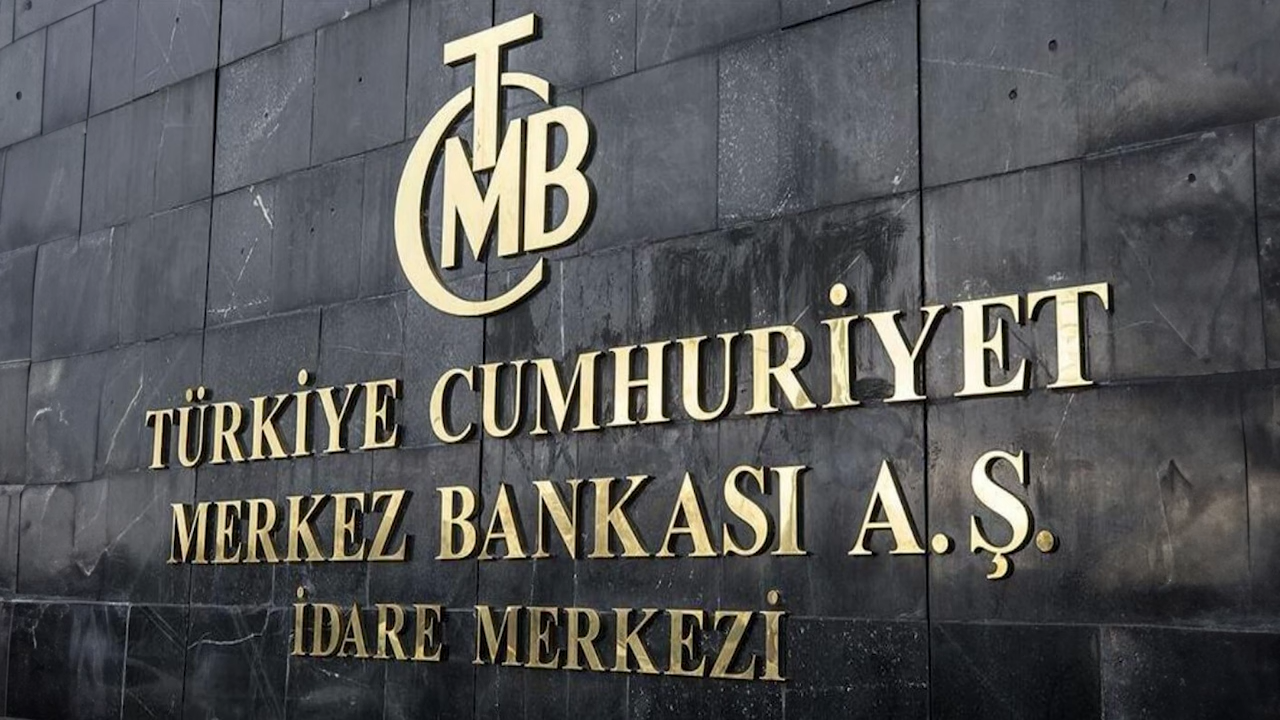 TCMB
TÜRKİYE CUMHURİYET
MERKEZ BANKASI A.Ş.
İDARE MERKEZİ